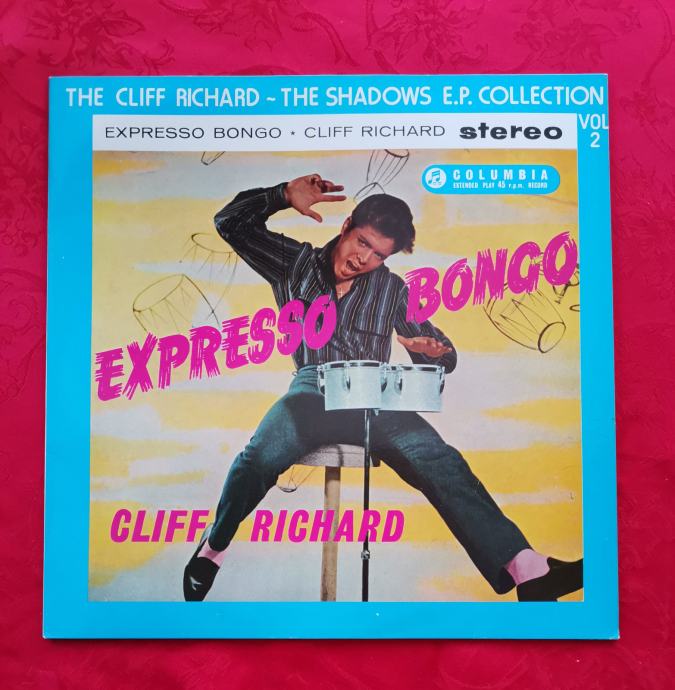 THE CLIFF RICHARD ~ THE SHADOWS E.P. COLLECTION
VOL
2
EXPRESSO BONGO ⋆ CLIFF RICHARD stereo
COLUMBIA
EXTENDED PLAY 45 r.p.m. RECORD
EXPRESSO BONGO
CLIFF RICHARD